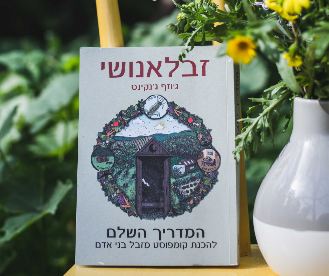 זבלאנושי
ג׳וזף ג׳נקינס
המדריך השלם
להכנת קומפוסט מזבל בני אדם